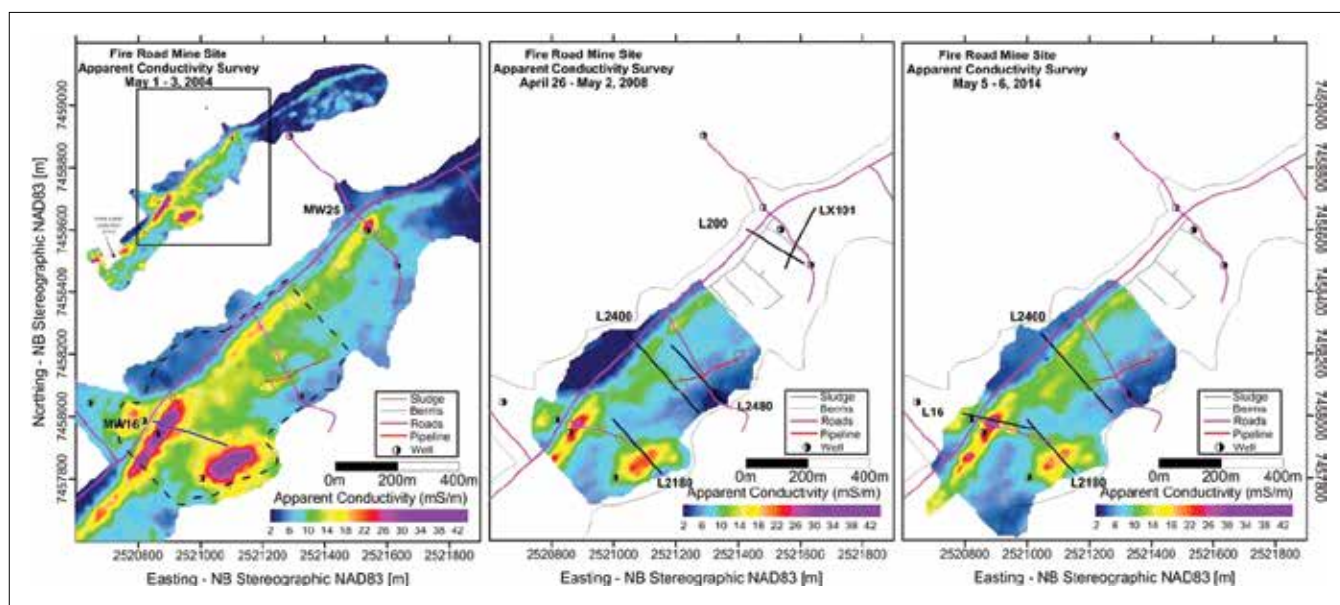 Fire Road Mine Site
Apparent Conductivity Survey
May 1 - 3, 2004
MW25
MW16
Sludge
Berms
Roads
Pipeline
Well
0m 200m 400m
Apparent Conductivity (mS/m)
2 6 10 14 18 22 26 30 34 38 42
7459000
7458800
7458600
7458400
7458200
7458000
7457800
Northing - NB Stereographic NAD83 [m]
2520800 2521000 2521200 2521400 2521600 2521800
Easting - NB Stereographic NAD83 [m]
Fire Road Mine Site
Apparent Conductivity Survey
April 26 - May 2, 2008
L200
LX101
L2400
L2480
L2180
Sludge
Berms
Roads
Pipeline
Well
0m 200m 400m
Apparent Conductivity (mS/m)
2 6 10 14 18 22 26 30 34 38 42
2520800 2521000 2521200 2521400 2521600 2521800
Easting - NB Stereographic NAD83 [m]
Fire Road Mine Site
Apparent Conductivity Survey
May 5 - 6, 2014
L2400
L16
L2180
Sludge
Berms
Roads
Pipeline
Well
0m 200m 400m
Apparent Conductivity (mS/m)
2 6 10 14 18 22 26 30 34 38 42
7459000
7458800
7458600
7458400
7458200
7458000
7457800
2520800 2521000 2521200 2521400 2521600 2521800
Easting - NB Stereographic NAD83 [m]